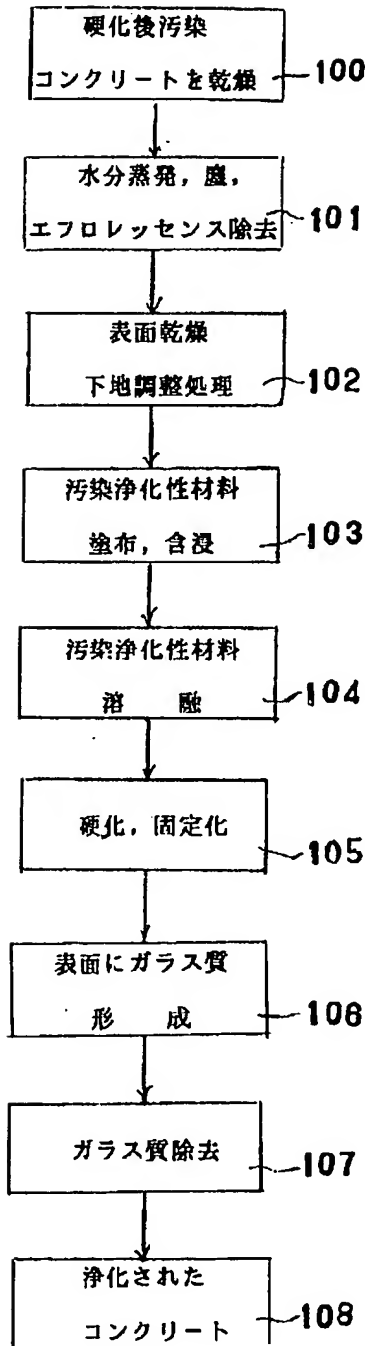 硬化後汚染
コンクリートを乾燥
100
水分蒸発,塵,
エフロレッセンス除去
101
表面乾燥
下地調整処理
102
汚染浄化性材料
塗布,含浸
103
汚染浄化性材料
溶 融
104
硬化,固定化
105
表面にガラス質
形 成
106
ガラス質除去
107
浄化された
コンクリート
108